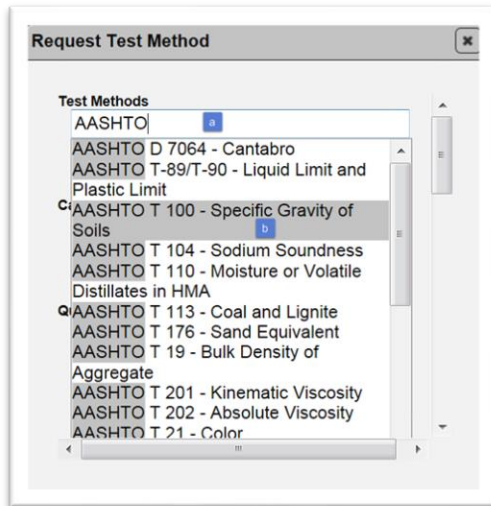 Request Test Method
Test Methods
AASHTO
a
AASHTO D 7064 - Cantabro
AASHTO T-89/T-90 - Liquid Limit and
Plastic Limit
AASHTO T 100 - Specific Gravity of
Soils
b
AASHTO T 104 - Sodium Soundness
AASHTO T 110 - Moisture or Volatile
Distillates in HMA
AASHTO T 113 - Coal and Lignite
AASHTO T 176 - Sand Equivalent
AASHTO T 19 - Bulk Density of
Aggregate
AASHTO T 201 - Kinematic Viscosity
AASHTO T 202 - Absolute Viscosity
AASHTO T 21 - Color